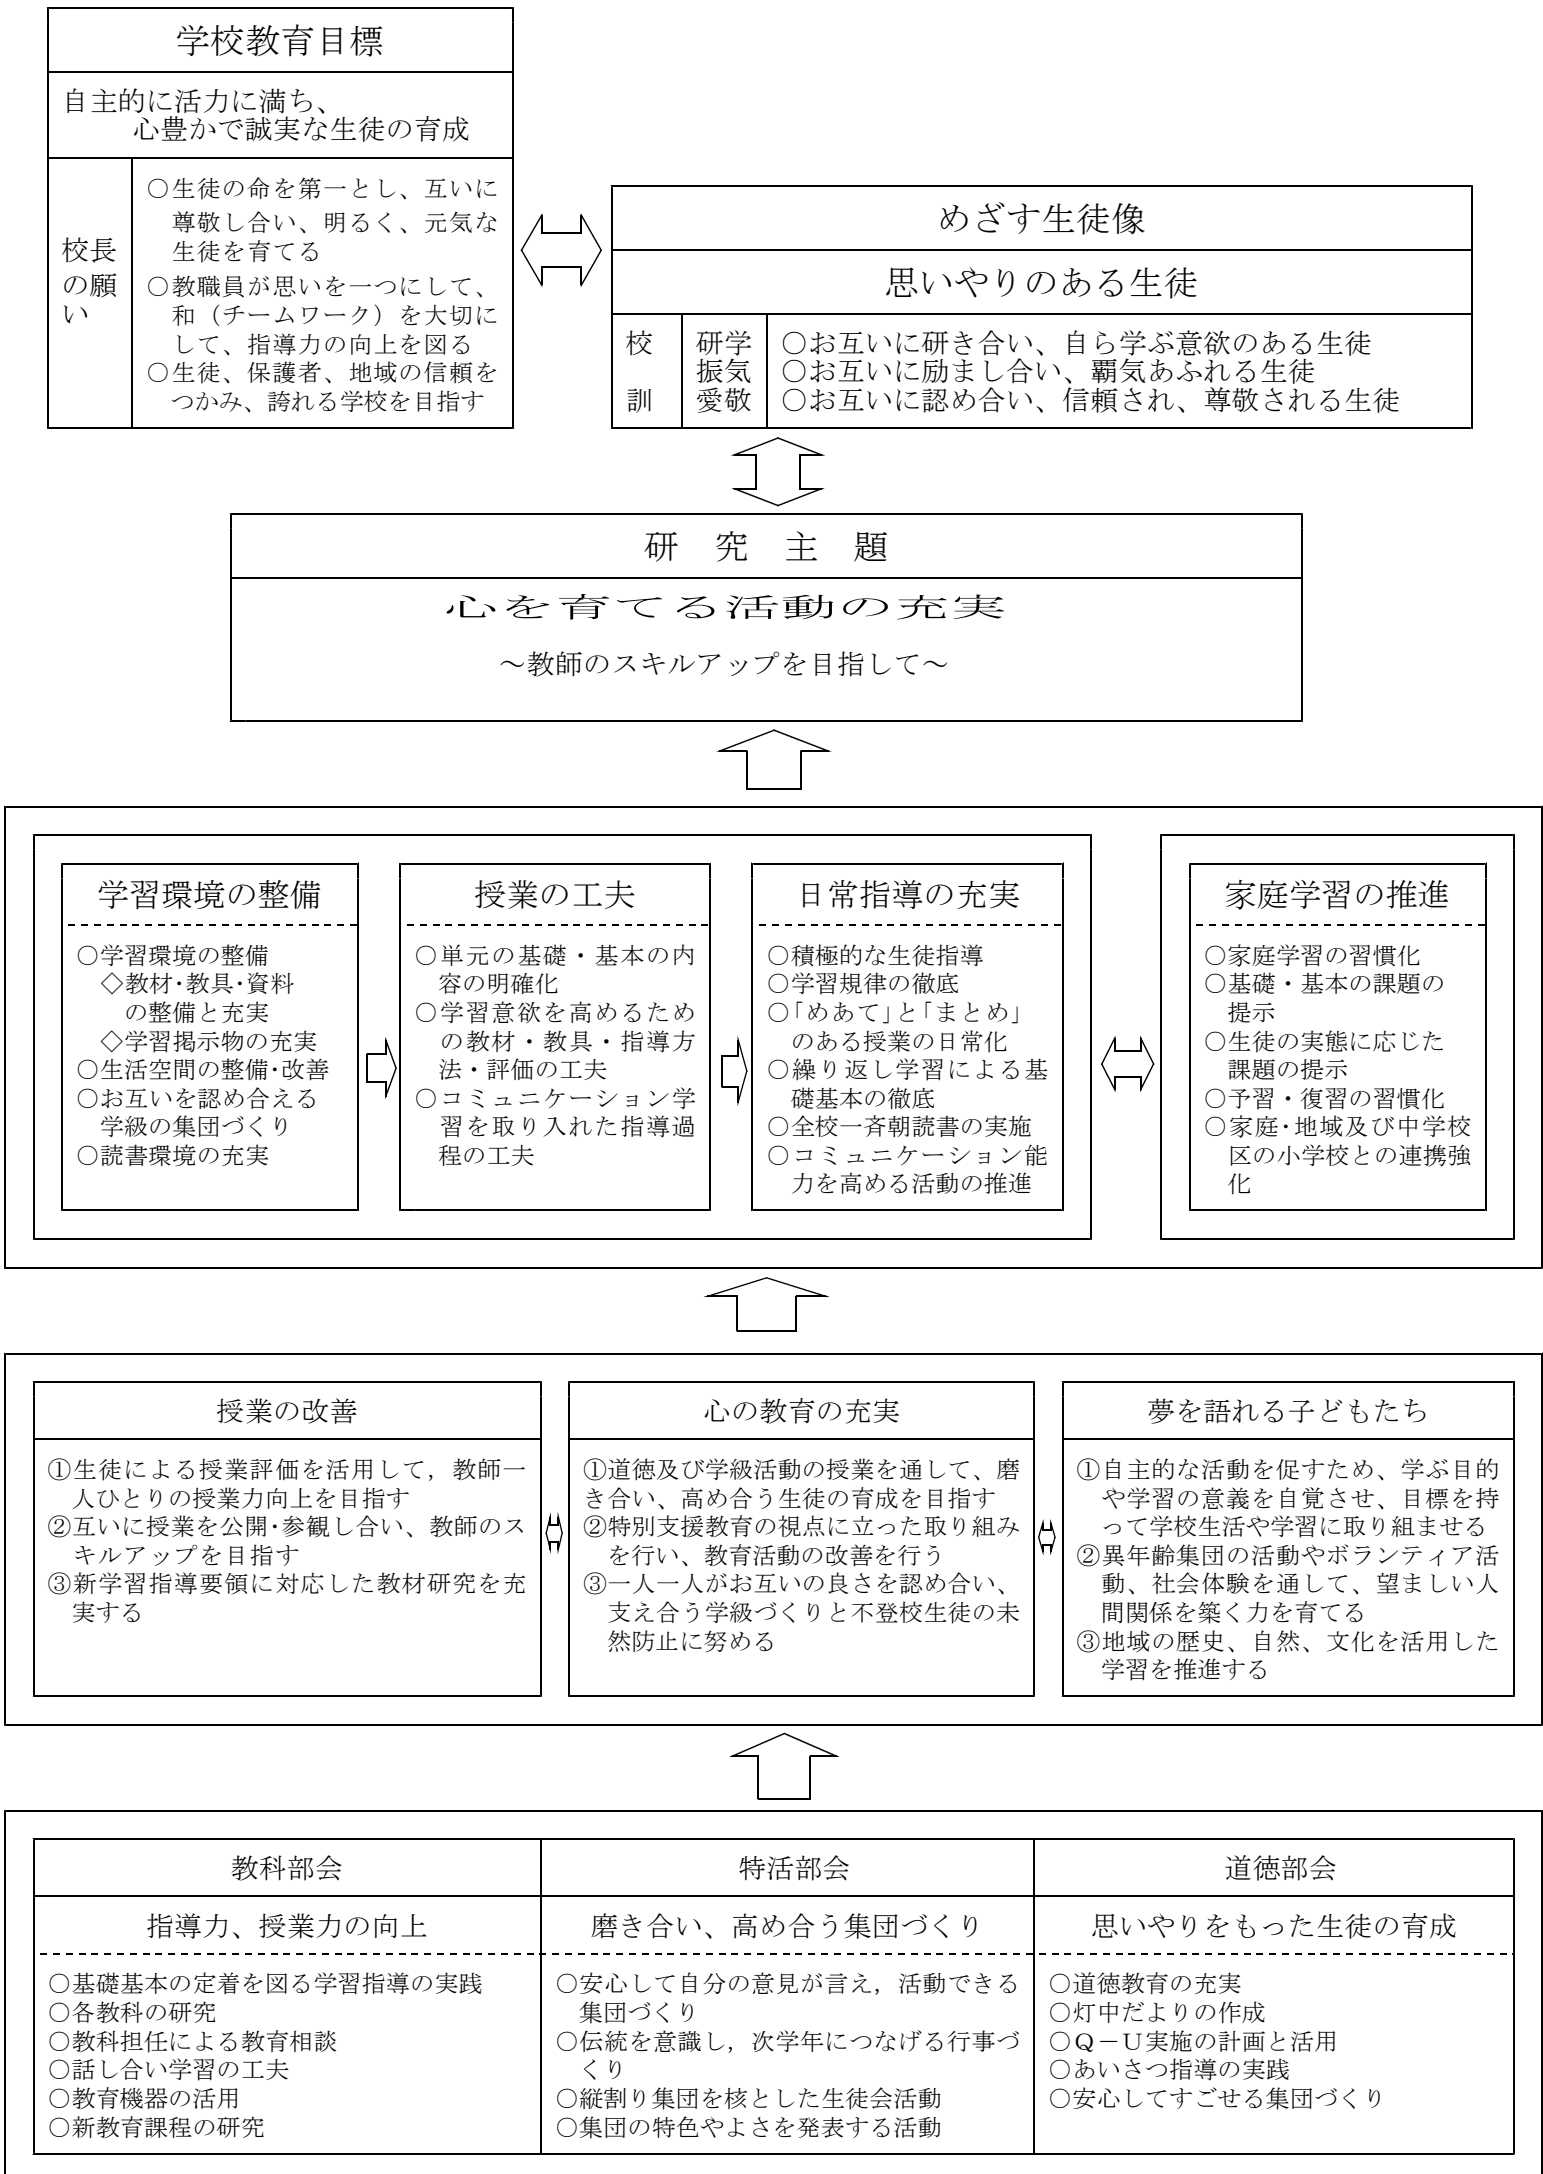 学校教育目標
自主的に活力に満ち、
心豊かで誠実な生徒の育成
校長
の願
い
○生徒の命を第一とし、互いに
尊敬し合い、明るく、元気な
生徒を育てる
○教職員が思いを一つにして、
和（チームワーク）を大切に
して、指導力の向上を図る
○生徒、保護者、地域の信頼を
つかみ、誇れる学校を目指す
めざす生徒像
思いやりのある生徒
校
訓
研学
振気
愛敬
○お互いに研き合い、自ら学ぶ意欲のある生徒
○お互いに励まし合い、覇気あふれる生徒
○お互いに認め合い、信頼され、尊敬される生徒
研 究 主 題
心を育てる活動の充実
～教師のスキルアップを目指して～
学習環境の整備
○学習環境の整備
◇教材・教具・資料
の整備と充実
◇学習掲示物の充実
○生活空間の整備・改善
○お互いを認め合える
学級の集団づくり
○読書環境の充実
授業の工夫
○単元の基礎・基本の内
容の明確化
○学習意欲を高めるため
の教材・教具・指導方
法・評価の工夫
○コミュニケーション学
習を取り入れた指導過
程の工夫
日常指導の充実
○積極的な生徒指導
○学習規律の徹底
○「めあて」と「まとめ」
のある授業の日常化
○繰り返し学習による基
礎基本の徹底
○全校一斉朝読書の実施
○コミュニケーション能
力を高める活動の推進
家庭学習の推進
○家庭学習の習慣化
○基礎・基本の課題の
提示
○生徒の実態に応じた
課題の提示
○予習・復習の習慣化
○家庭・地域及び中学校
区の小学校との連携強
化
授業の改善
①生徒による授業評価を活用して，教師一
人ひとりの授業力向上を目指す
②互いに授業を公開・参観し合い、教師のス
キルアップを目指す
③新学習指導要領に対応した教材研究を充
実する
心の教育の充実
①道徳及び学級活動の授業を通して、磨
き合い、高め合う生徒の育成を目指す
②特別支援教育の視点に立った取り組み
を行い、教育活動の改善を行う
③一人一人がお互いの良さを認め合い、
支え合う学級づくりと不登校生徒の未
然防止に努める
夢を語れる子どもたち
①自主的な活動を促すため、学ぶ目的
や学習の意義を自覚させ、目標を持
って学校生活や学習に取り組ませる
②異年齢集団の活動やボランティア活
動、社会体験を通して、望ましい人
間関係を築く力を育てる
③地域の歴史、自然、文化を活用した
学習を推進する
教科部会
指導力、授業力の向上
○基礎基本の定着を図る学習指導の実践
○各教科の研究
○教科担任による教育相談
○話し合い学習の工夫
○教育機器の活用
○新教育課程の研究
特活部会
磨き合い、高め合う集団づくり
○安心して自分の意見が言え，活動できる
集団づくり
○伝統を意識し，次学年につなげる行事づ
くり
○縦割り集団を核とした生徒会活動
○集団の特色やよさを発表する活動
道徳部会
思いやりをもった生徒の育成
○道徳教育の充実
○灯中だよりの作成
○Ｑ－Ｕ実施の計画と活用
○あいさつ指導の実践
○安心してすごせる集団づくり